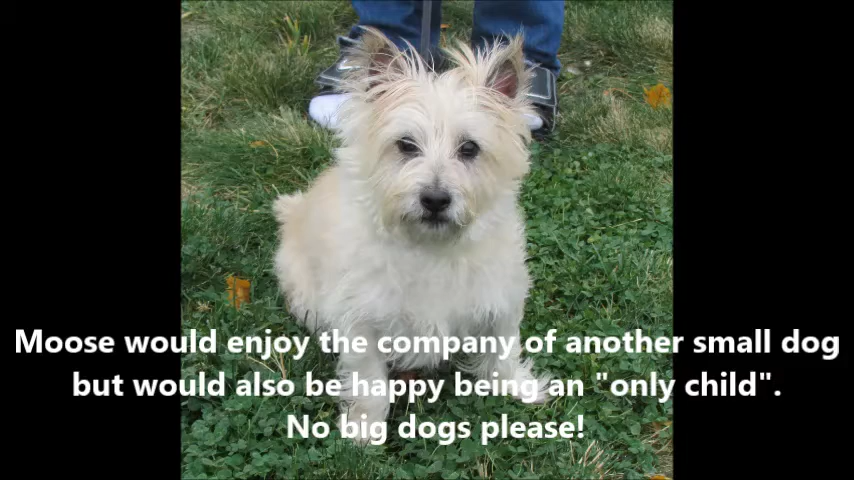 Moose would enjoy the company of another small dog
but would also be happy being an "only child".
No big dogs please!